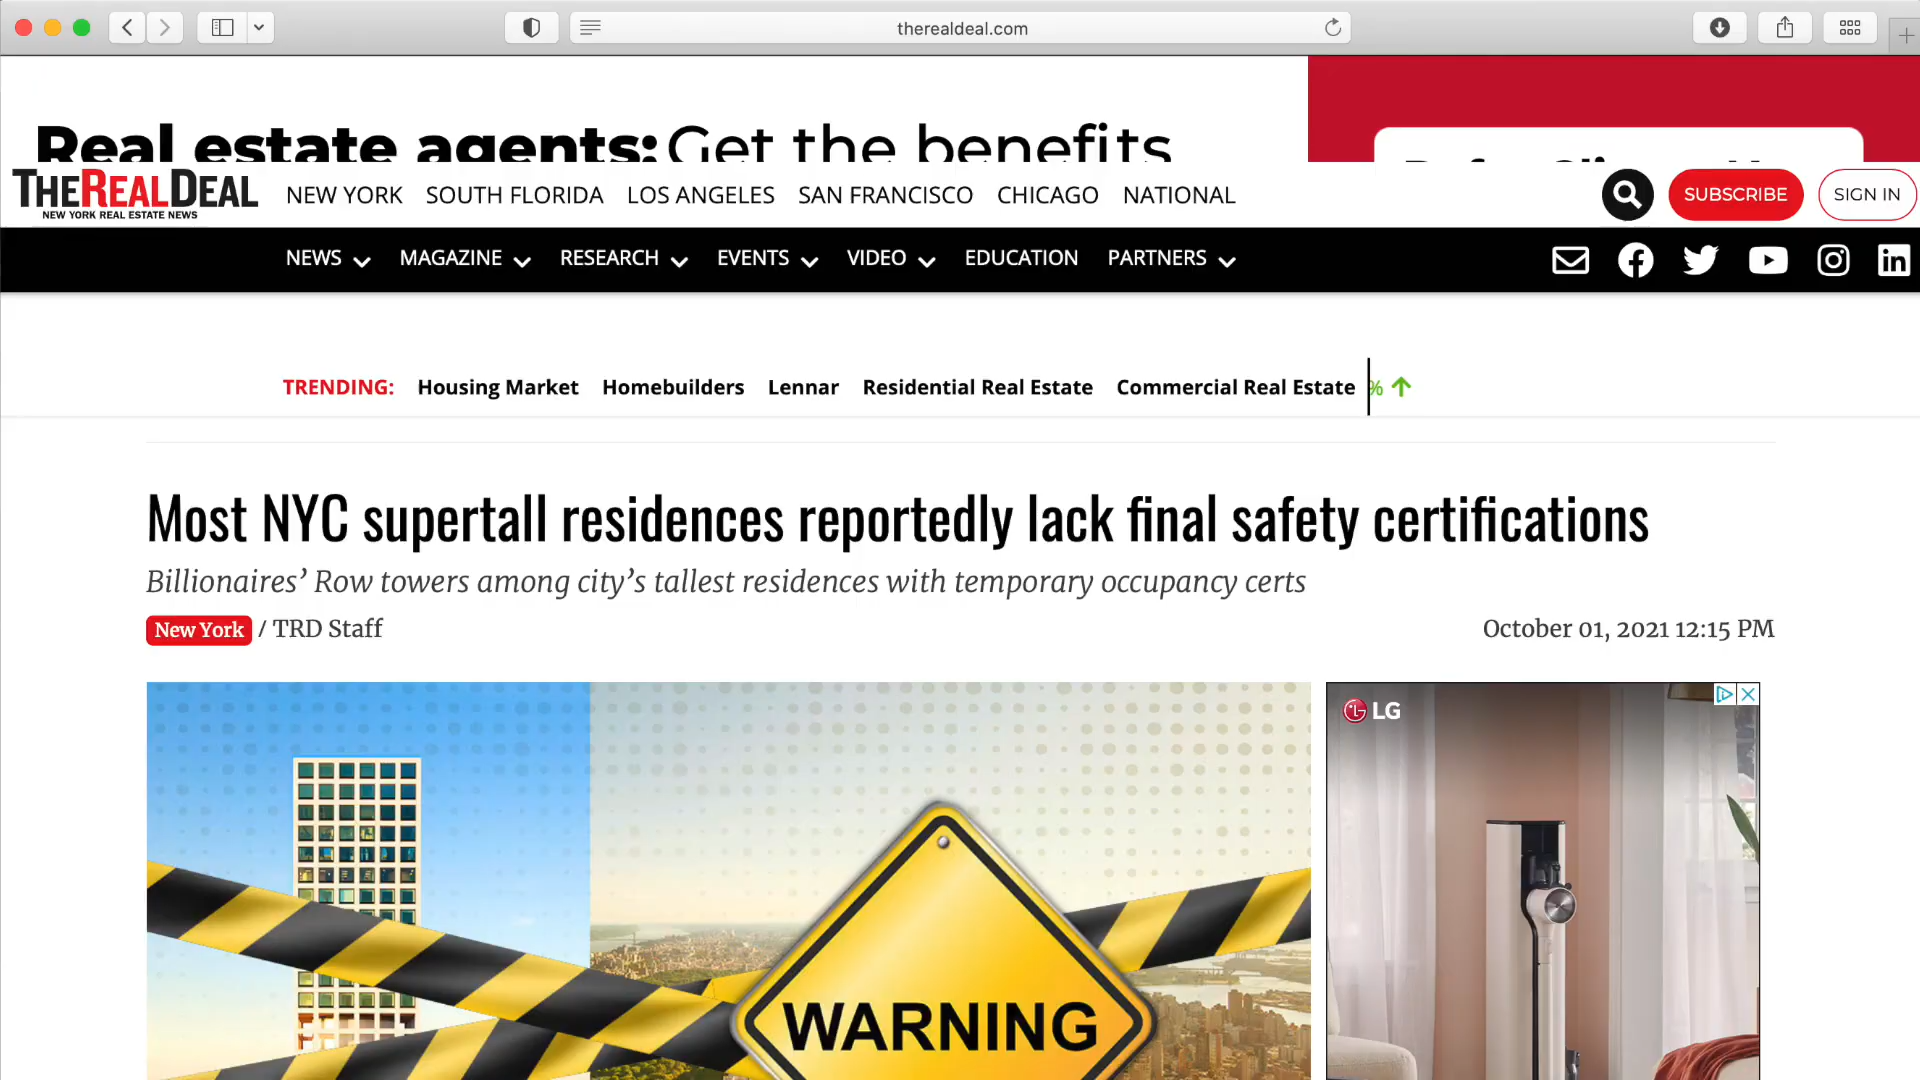 therealdeal.com
Real estate agents: Get the benefits
THEREALDEAL
NEW YORK REAL ESTATE NEWS
NEW YORK SOUTH FLORIDA LOS ANGELES SAN FRANCISCO CHICAGO NATIONAL
SUBSCRIBE
SIGN IN
NEWS MAGAZINE RESEARCH EVENTS VIDEO EDUCATION PARTNERS
TRENDING: Housing Market Homebuilders Lennar Residential Real Estate Commercial Real Estate %
Most NYC supertall residences reportedly lack final safety certifications
Billionaires’ Row towers among city’s tallest residences with temporary occupancy certs
New York / TRD Staff
October 01, 2021 12:15 PM
LG
WARNING